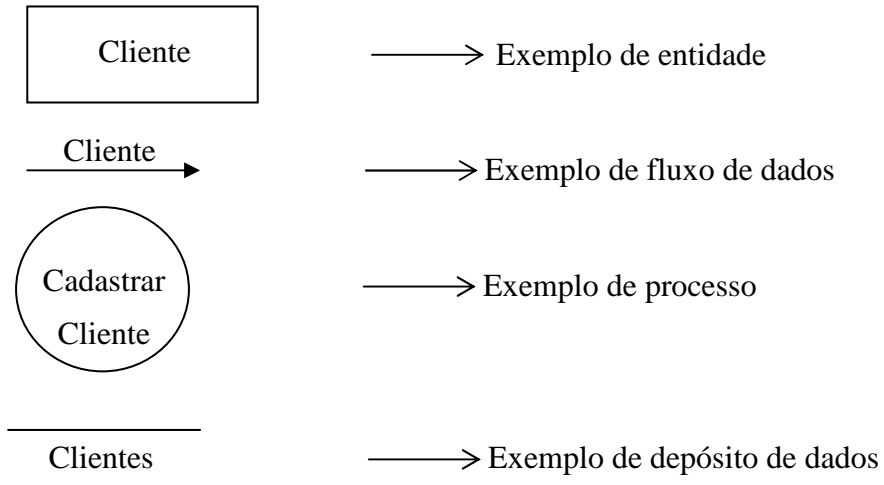 Cliente
Exemplo de entidade
Cliente
Exemplo de fluxo de dados
Cadastrar
Cliente
Exemplo de processo
Clientes
Exemplo de depósito de dados